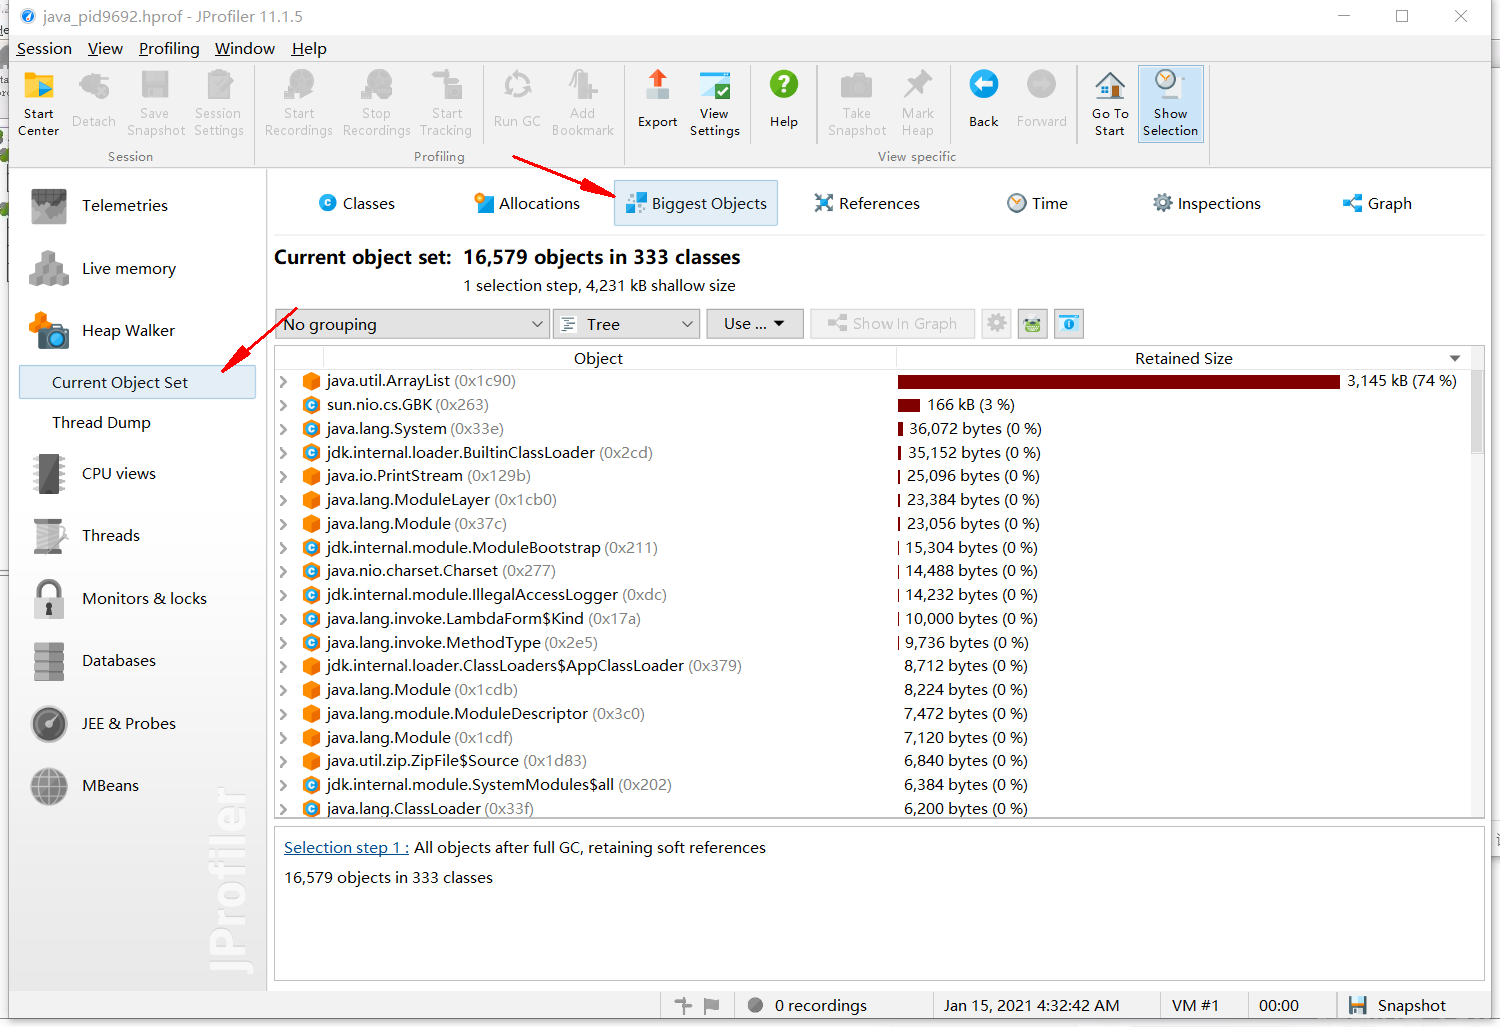 java_pid9692.hprof - JProfiler 11.1.5
Session View Profiling Window Help
Start Center
Detach
Save Snapshot
Session Settings
Start Recordings
Stop Recordings
Start Tracking
Run GC
Add Bookmark
Export
View Settings
Help
Take Snapshot
Mark Heap
Back
Forward
Go To Start
Show Selection
Session
Profiling
View specific
Telemetries
Live memory
Heap Walker
Current Object Set
Thread Dump
CPU views
Threads
Monitors & locks
Databases
JEE & Probes
MBeans
JProfiler
Classes
Allocations
Biggest Objects
References
Time
Inspections
Graph
Current object set: 16,579 objects in 333 classes
1 selection step, 4,231 kB shallow size
No grouping
Tree
Use ...
Show In Graph
Object Retained Size
java.util.ArrayList (0x1c90) 3,145 kB (74 %)
sun.nio.cs.GBK (0x263) 166 kB (3 %)
java.lang.System (0x33e) 36,072 bytes (0 %)
jdk.internal.loader.BuiltinClassLoader (0x2cd) 35,152 bytes (0 %)
java.io.PrintStream (0x129b) 25,096 bytes (0 %)
java.lang.ModuleLayer (0x1cb0) 23,384 bytes (0 %)
java.lang.Module (0x37c) 23,056 bytes (0 %)
jdk.internal.module.ModuleBootstrap (0x211) 15,304 bytes (0 %)
java.nio.charset.Charset (0x277) 14,488 bytes (0 %)
jdk.internal.module.IllegalAccessLogger (0xdc) 14,232 bytes (0 %)
java.lang.invoke.LambdaForm$Kind (0x17a) 10,000 bytes (0 %)
java.lang.invoke.MethodType (0x2e5) 9,736 bytes (0 %)
jdk.internal.loader.ClassLoaders$AppClassLoader (0x379) 8,712 bytes (0 %)
java.lang.Module (0x1cdb) 8,224 bytes (0 %)
java.lang.module.ModuleDescriptor (0x3c0) 7,472 bytes (0 %)
java.lang.Module (0x1cdf) 7,120 bytes (0 %)
java.util.zip.ZipFile$Source (0x1d83) 6,840 bytes (0 %)
jdk.internal.module.SystemModules$all (0x202) 6,384 bytes (0 %)
java.lang.ClassLoader (0x33f) 6,200 bytes (0 %)
Selection step 1 : All objects after full GC, retaining soft references
16,579 objects in 333 classes
0 recordings
Jan 15, 2021 4:32:42 AM
VM #1
00:00
Snapshot